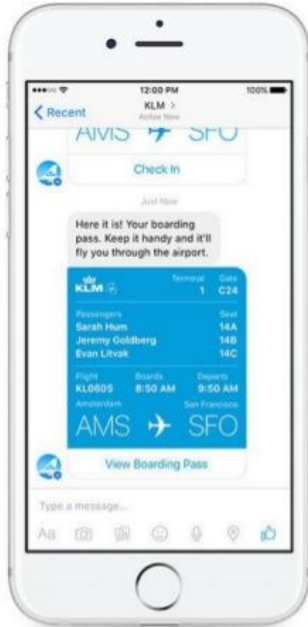 12:00 PM 100%
Recent KLM >
Active Now
AMS SFO
Check In
Just Now
Here it is! Your boarding
pass. Keep it handy and it'll
fly you through the airport.
KLM Terminal Gate
1 C24
Passengers Seat
Sarah Hum 14A
Jeremy Goldberg 14B
Evan Litvak 14C
Flight Boards Departs
KL0605 8:50 AM 9:50 AM
Amsterdam San Francisco
AMS SFO
View Boarding Pass
Type a message...
Aa